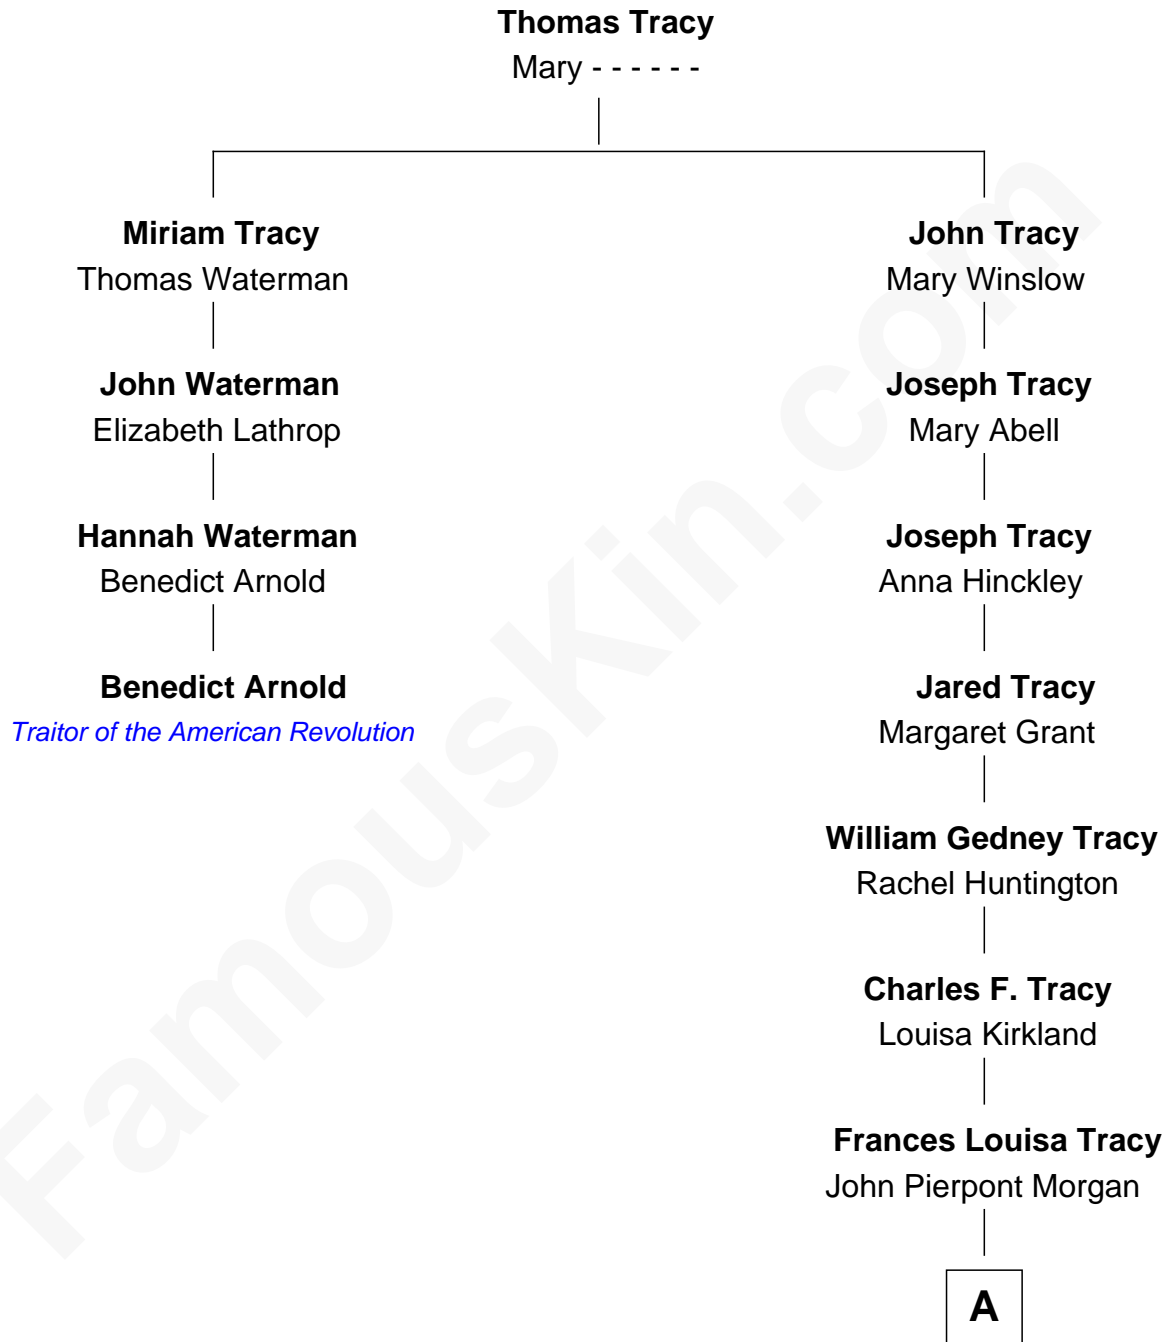 Thomas Tracy
Mary - - - - - -
Miriam Tracy
Thomas Waterman
John Tracy
Mary Winslow
John Waterman
Elizabeth Lathrop
Joseph Tracy
Mary Abell
Hannah Waterman
Benedict Arnold
Joseph Tracy
Anna Hinckley
Benedict Arnold
Traitor of the American Revolution
Jared Tracy
Margaret Grant
William Gedney Tracy
Rachel Huntington
Charles F. Tracy
Louisa Kirkland
Frances Louisa Tracy
John Pierpont Morgan
A
FamousKin.com